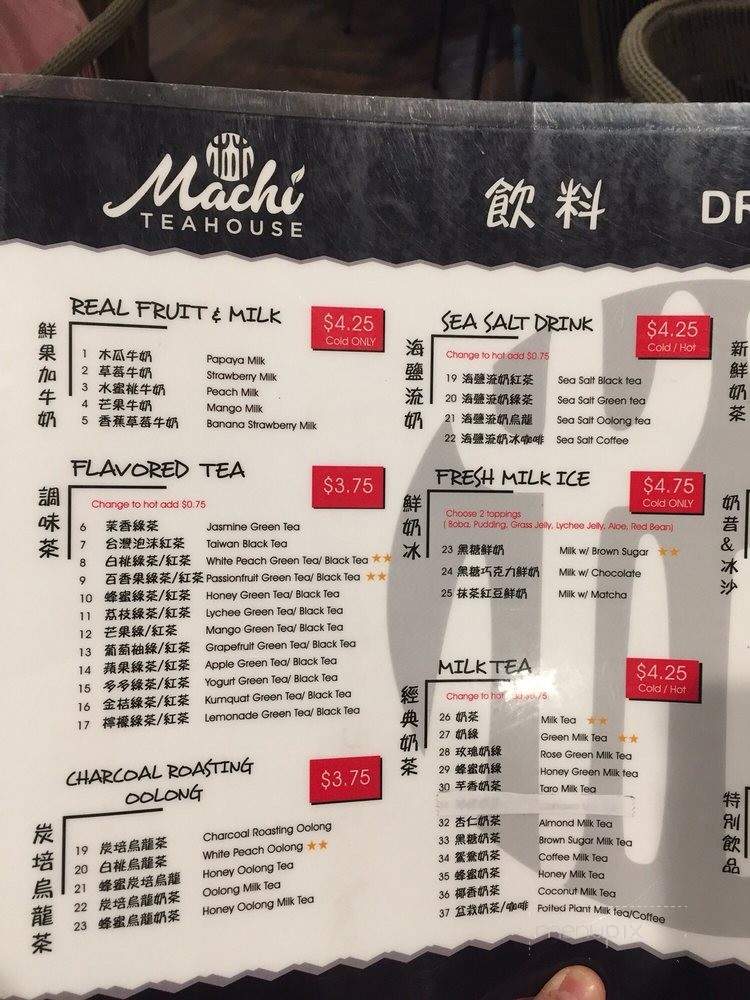 Machi
TEAHOUSE
飲料
DR
鮮果加牛奶
REAL FRUIT & MILK
$4.25
Cold ONLY
1 木瓜牛奶 Papaya Milk
2 草莓牛奶 Strawberry Milk
3 水蜜桃牛奶 Peach Milk
4 芒果牛奶 Mango Milk
5 香蕉草莓牛奶 Banana Strawberry Milk
調味茶
FLAVORED TEA
$3.75
Change to hot add $0.75
6 茉香綠茶 Jasmine Green Tea
7 台灣泡沫紅茶 Taiwan Black Tea
8 白桃綠茶/紅茶 White Peach Green Tea/ Black Tea ★★
9 百香果綠茶/紅茶 Passionfruit Green Tea/ Black Tea ★★
10 蜂蜜綠茶/紅茶 Honey Green Tea/ Black Tea
11 荔枝綠茶/紅茶 Lychee Green Tea/ Black Tea
12 芒果綠/紅茶 Mango Green Tea/ Black Tea
13 葡萄柚綠/紅茶 Grapefruit Green Tea/ Black Tea
14 蘋果綠茶/紅茶 Apple Green Tea/ Black Tea
15 多多綠茶/紅茶 Yogurt Green Tea/ Black Tea
16 金桔綠茶/紅茶 Kumquat Green Tea/ Black Tea
17 檸檬綠茶/紅茶 Lemonade Green Tea/ Black Tea
炭培烏龍茶
CHARCOAL ROASTING
OOLONG
$3.75
19 炭培烏龍茶 Charcoal Roasting Oolong
20 白桃烏龍茶 White Peach Oolong ★★
21 蜂蜜炭培烏龍 Honey Oolong Tea
22 炭培烏龍奶茶 Oolong Milk Tea
23 蜂蜜烏龍奶茶 Honey Oolong Milk Tea
海鹽流奶
SEA SALT DRINK
$4.25
Cold / Hot
Change to hot add $0.75
19 海鹽流奶紅茶 Sea Salt Black tea
20 海鹽流奶綠茶 Sea Salt Green tea
21 海鹽流奶烏龍 Sea Salt Oolong tea
22 海鹽流奶冰咖啡 Sea Salt Coffee
鮮奶冰
FRESH MILK ICE
$4.75
Cold ONLY
Choose 2 toppings
( Boba, Pudding, Grass Jelly, Lychee Jelly, Aloe, Red Bean)
23 黑糖鮮奶 Milk w/ Brown Sugar ★★
24 黑糖巧克力鮮奶 Milk w/ Chocolate
25 抹茶紅豆鮮奶 Milk w/ Matcha
經典奶茶
MILK TEA
$4.25
Cold / Hot
Change to hot add $0.75
26 奶茶 Milk Tea ★★
27 奶綠 Green Milk Tea ★★
28 玫瑰奶綠 Rose Green Milk Tea
29 蜂蜜奶綠 Honey Green Milk tea
30 芋香奶茶 Taro Milk Tea
32 杏仁奶茶 Almond Milk Tea
33 黑糖奶茶 Brown Sugar Milk Tea
34 鴛鴦奶茶 Coffee Milk Tea
35 蜂蜜奶茶 Honey Milk Tea
36 椰香奶茶 Coconut Milk Tea
37 盆栽奶茶/咖啡 Potted Plant Milk tea/Coffee
新鮮奶茶
奶昔&冰沙
特別飲品
menupix